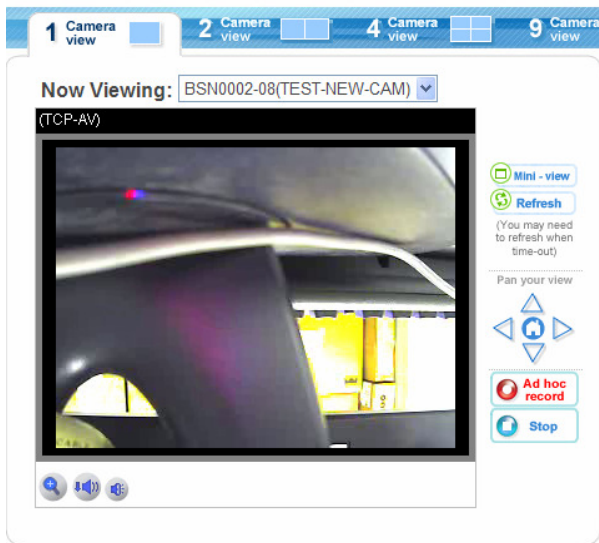 1 Camera view
2 Camera view
4 Camera view
9 Camera view
Now Viewing: BSN0002-08(TEST-NEW-CAM)
(TCP-AV)
Mini - view
Refresh
(You may need
to refresh when
time-out)
Pan your view
Ad hoc
record
Stop